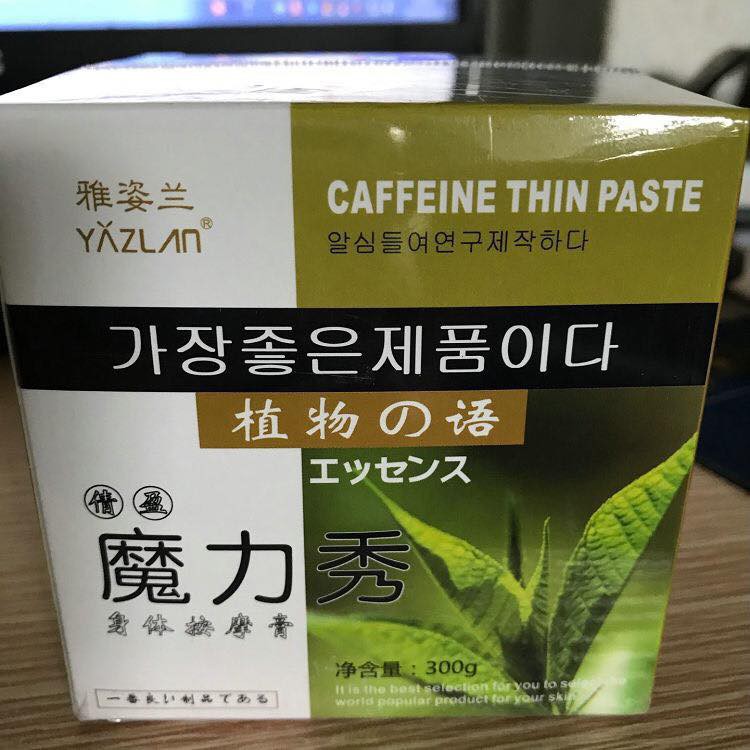 雅姿兰
YAZLAN®
CAFFEINE THIN PASTE
알심들여연구제작하다
가장좋은제품이다
植物の语
エッセンス
倩盈
魔力秀
身体按摩膏
净含量：300g
一番良い制品である
It is the best selection for you to
world popular product for your skin